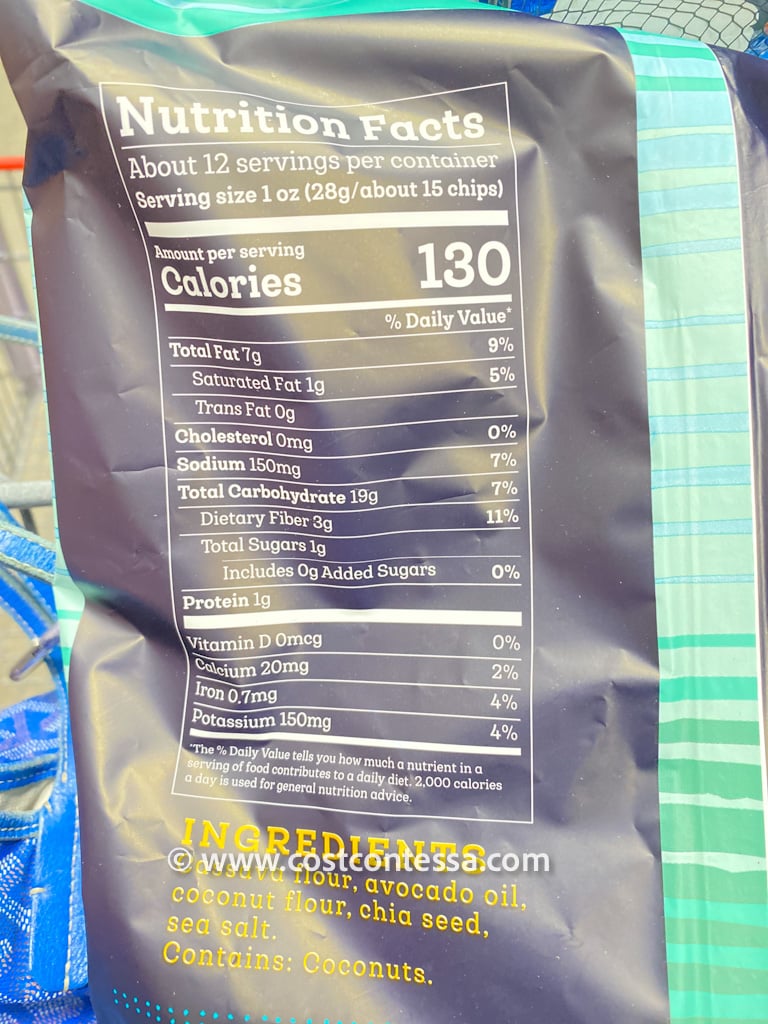 Nutrition Facts
About 12 servings per container
Serving size 1 oz (28g/about 15 chips)
Amount per serving
Calories 130
% Daily Value*
Total Fat 7g 9%
Saturated Fat 1g 5%
Trans Fat 0g
Cholesterol 0mg 0%
Sodium 150mg 7%
Total Carbohydrate 19g 7%
Dietary Fiber 3g 11%
Total Sugars 1g
Includes 0g Added Sugars 0%
Protein 1g
Vitamin D 0mcg 0%
Calcium 20mg 2%
Iron 0.7mg 4%
Potassium 150mg 4%
*The % Daily Value tells you how much a nutrient in a
serving of food contributes to a daily diet. 2,000 calories
a day is used for general nutrition advice.
INGREDIENTS
© www.costcontessa.com
Cassava flour, avocado oil,
coconut flour, chia seed,
sea salt.
Contains: Coconuts.